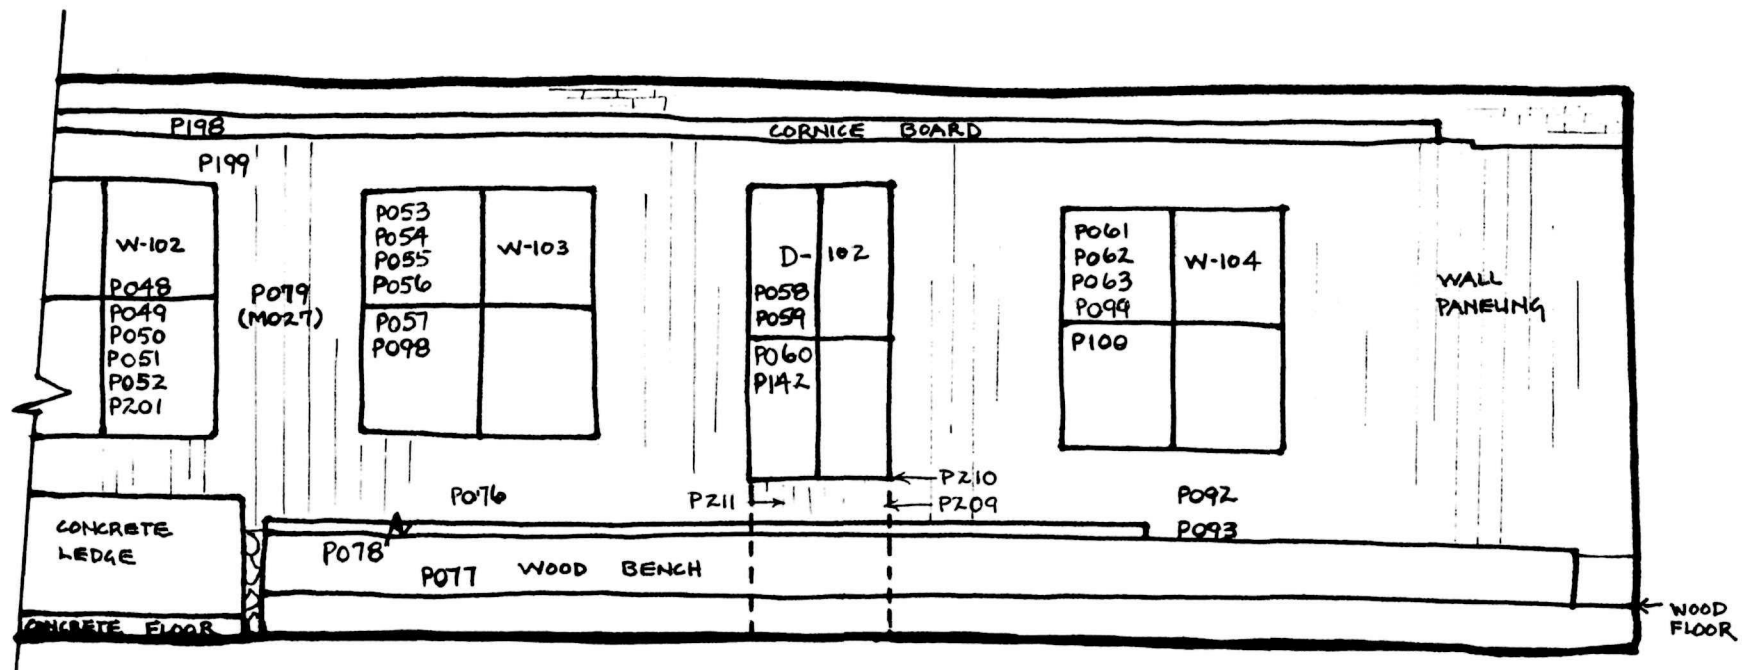 P198
CORNICE BOARD
P199
W-102
P048
P049
P050
P051
P052
P201
P079
(M027)
P053
P054
P055
P056
W-103
P057
P098
D-102
P058
P059
P060
P142
P061
P062
P063
P099
W-104
P100
WALL
PANELING
P076
P211
P210
P209
P092
P093
CONCRETE
LEDGE
P078
P077 WOOD BENCH
CONCRETE FLOOR
WOOD
FLOOR